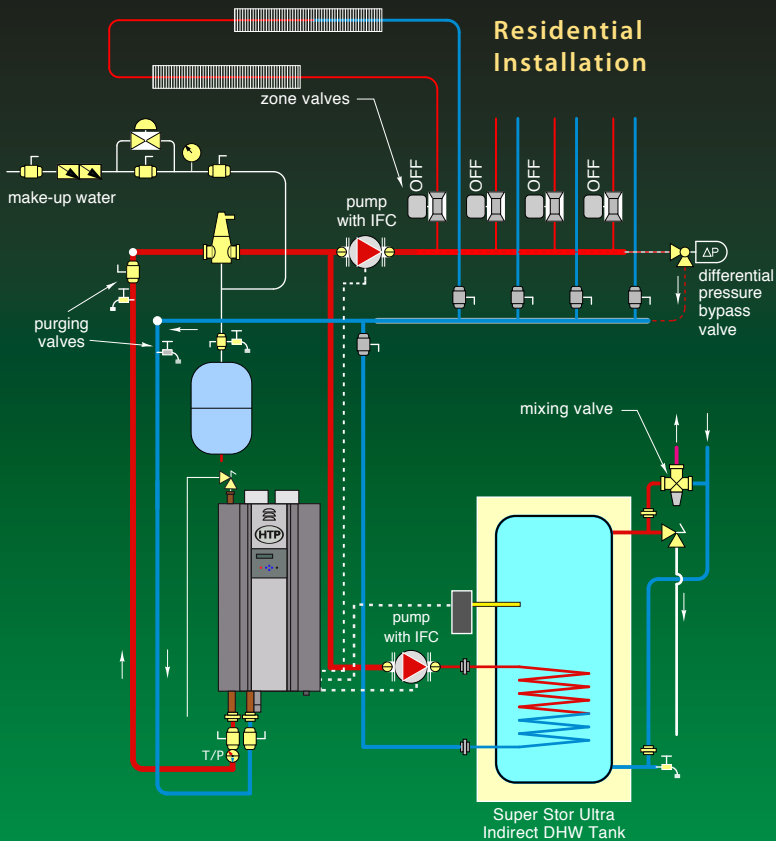 Residential
Installation
zone valves
OFF
OFF
OFF
OFF
make-up water
pump
with IFC
ΔP
differential
pressure
bypass
valve
purging
valves
mixing valve
HTP
pump
with IFC
T/P
Super Stor Ultra
Indirect DHW Tank